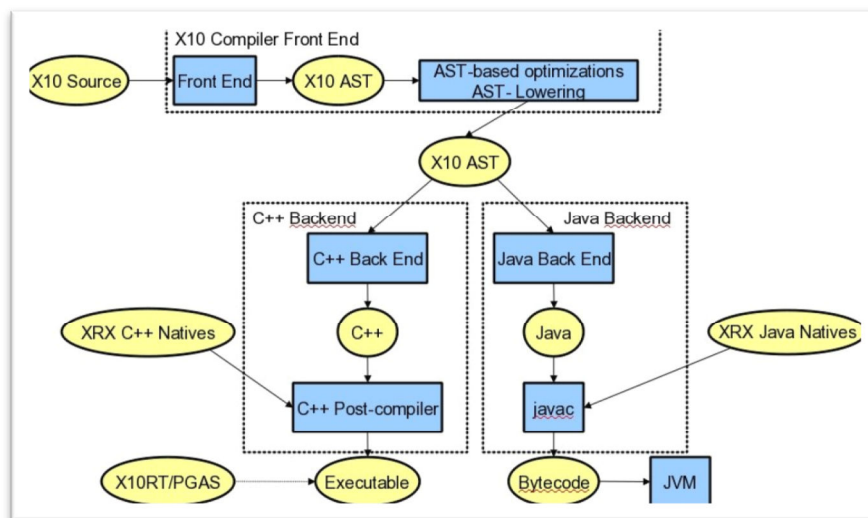 X10 Compiler Front End
X10 Source
Front End
X10 AST
AST-based optimizations
AST- Lowering
X10 AST
C++ Backend
Java Backend
C++ Back End
Java Back End
XRX C++ Natives
C++
Java
XRX Java Natives
C++ Post-compiler
javac
X10RT/PGAS
Executable
Bytecode
JVM